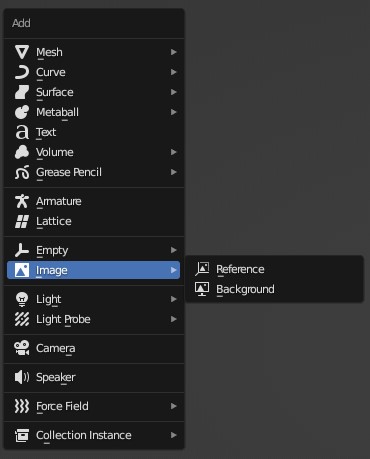 Add
Mesh
Curve
Surface
Metaball
Text
Volume
Grease Pencil
Armature
Lattice
Empty
Image
Reference
Background
Light
Light Probe
Camera
Speaker
Force Field
Collection Instance